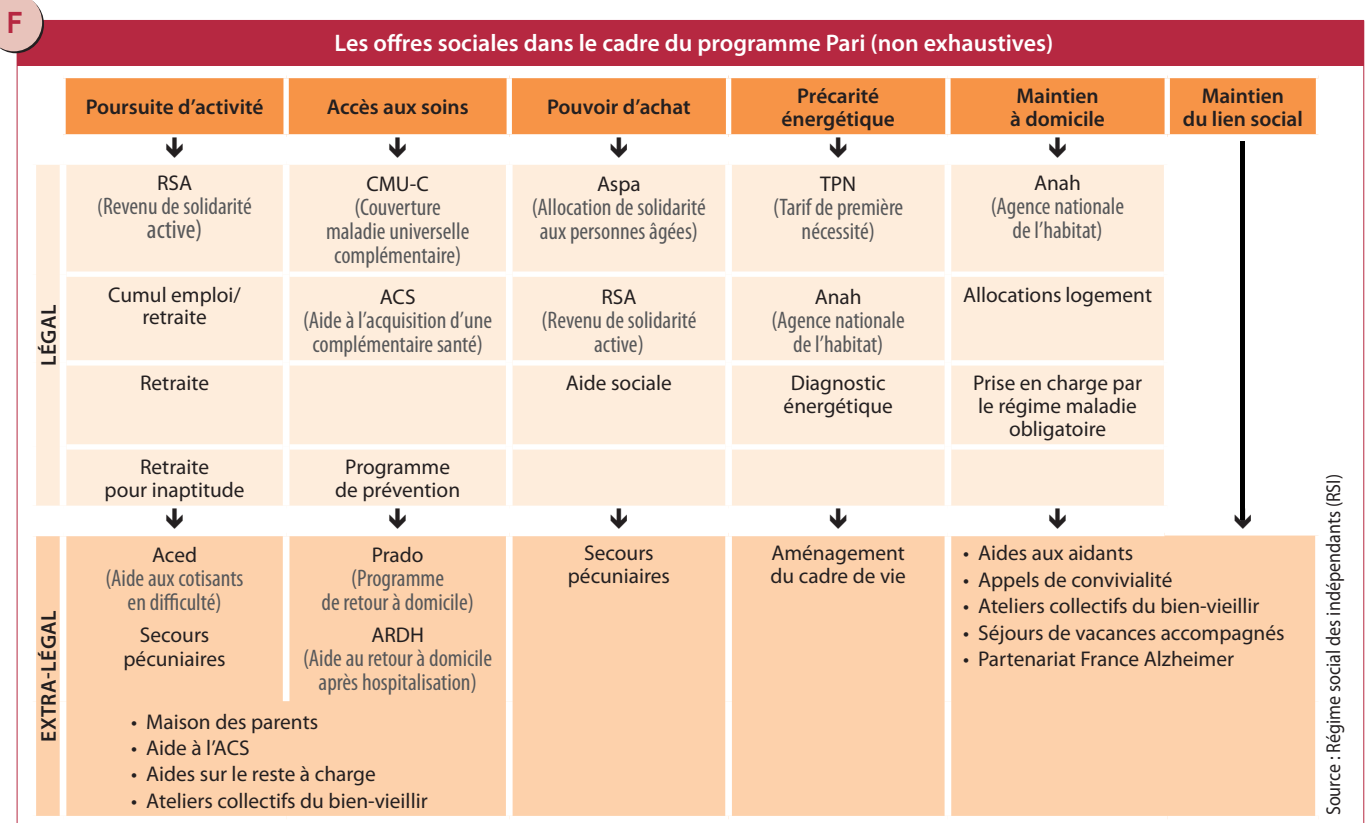 F
Les offres sociales dans le cadre du programme Pari (non exhaustives)
Poursuite d'activité
Accès aux soins
Pouvoir d'achat
Précarité
énergétique
Maintien
à domicile
Maintien
du lien social
LÉGAL
RSA
(Revenu de solidarité
active)
CMU-C
(Couverture
maladie universelle
complémentaire)
Aspa
(Allocation de solidarité
aux personnes âgées)
TPN
(Tarif de première
nécessité)
Anah
(Agence nationale
de l'habitat)
Cumul emploi/
retraite
ACS
(Aide à l'acquisition d'une
complémentaire santé)
RSA
(Revenu de solidarité
active)
Anah
(Agence nationale
de l'habitat)
Allocations logement
Retraite
Aide sociale
Diagnostic
énergétique
Prise en charge par
le régime maladie
obligatoire
Retraite
pour inaptitude
Programme
de prévention
EXTRA-LÉGAL
Aced
(Aide aux cotisants
en difficulté)
Secours
pécuniaires
Prado
(Programme
de retour à domicile)
ARDH
(Aide au retour à domicile
après hospitalisation)
• Maison des parents
• Aide à l'ACS
• Aides sur le reste à charge
• Ateliers collectifs du bien-vieillir
Secours
pécuniaires
Aménagement
du cadre de vie
• Aides aux aidants
• Appels de convivialité
• Ateliers collectifs du bien-vieillir
• Séjours de vacances accompagnés
• Partenariat France Alzheimer
Source : Régime social des indépendants (RSI)